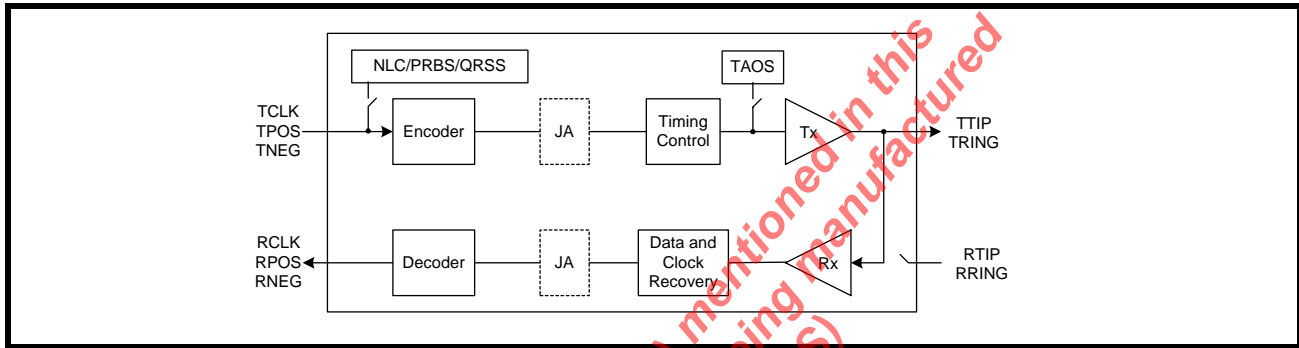 NLC/PRBS/QRSS
TAOS
TCLK
TPOS
TNEG
Encoder
JA
Timing
Control
Tx
TTIP
TRING
RCLK
RPOS
RNEG
Decoder
JA
Data and
Clock
Recovery
Rx
RTIP
RRING
mentioned in this
ing manufactured
s)